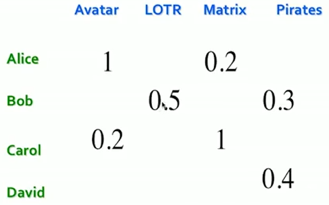 Avatar LOTR Matrix Pirates
Alice 1 0.2
Bob 0.5 0.3
Carol 0.2 1
David 0.4